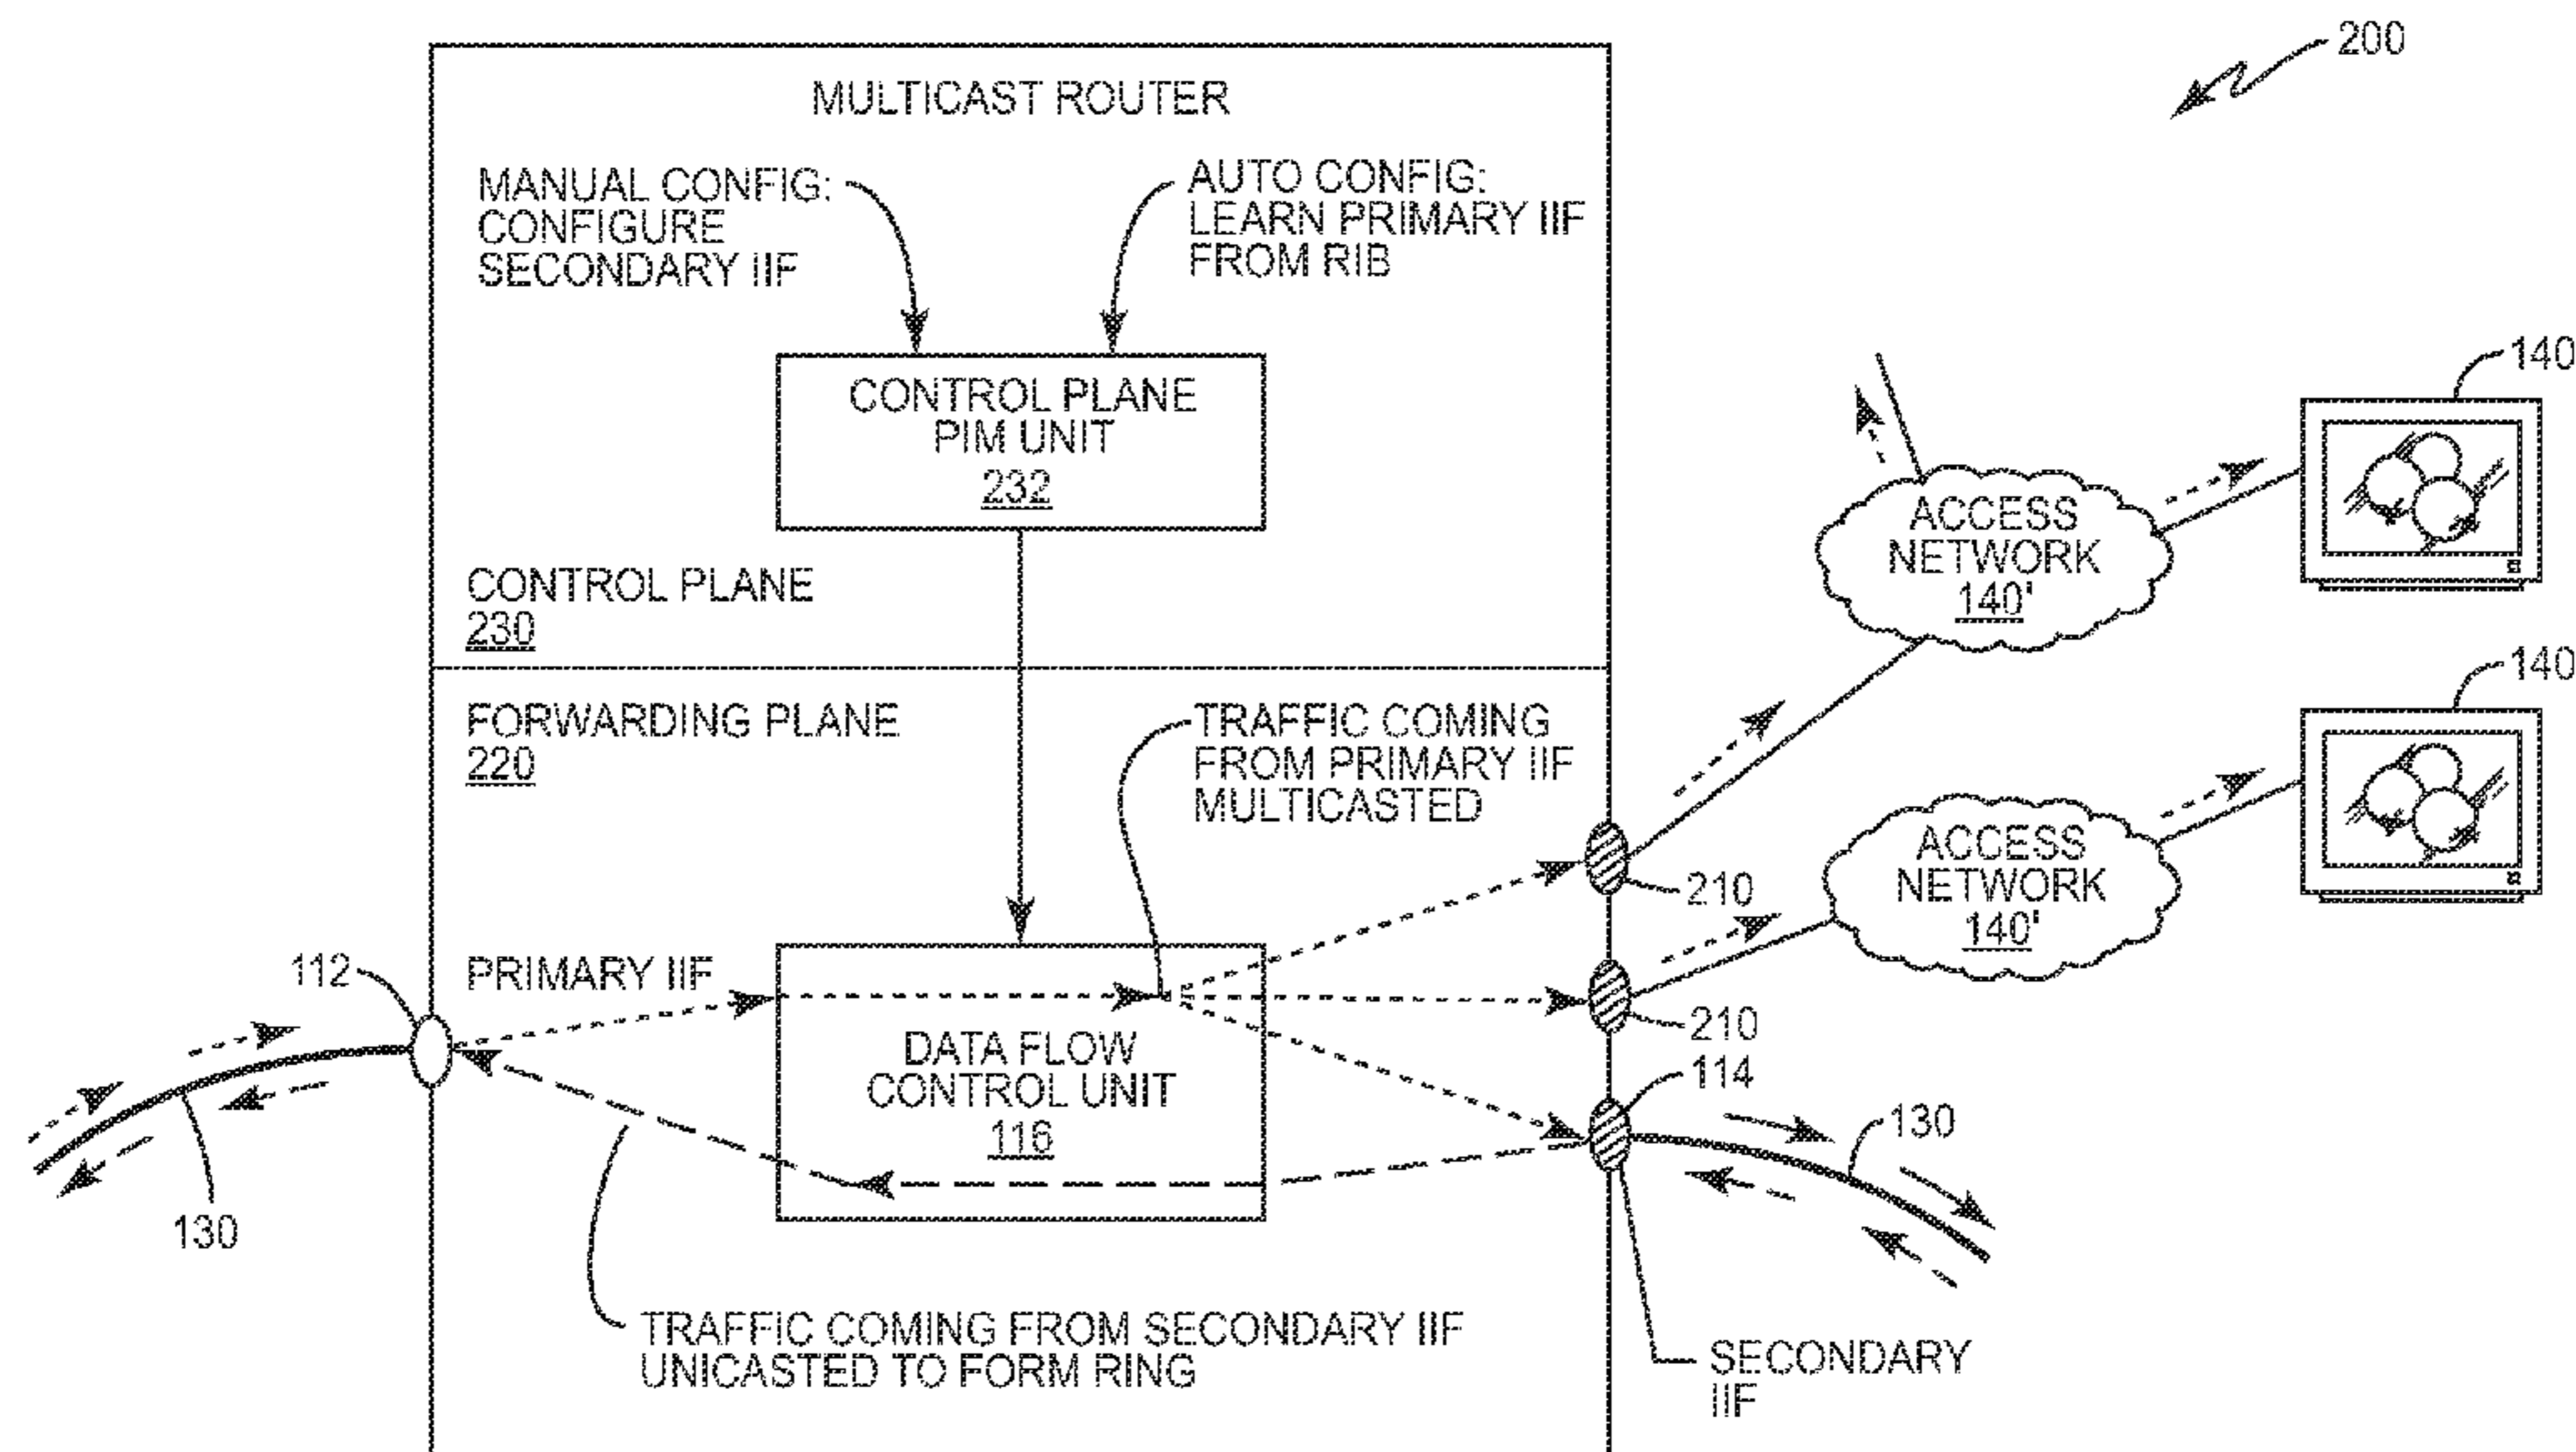 200
MULTICAST ROUTER
MANUAL CONFIG:
CONFIGURE
SECONDARY IIF
AUTO CONFIG:
LEARN PRIMARY IIF
FROM RIB
CONTROL PLANE
PIM UNIT
232
CONTROL PLANE
230
140
ACCESS
NETWORK
140'
140
FORWARDING PLANE
220
TRAFFIC COMING
FROM PRIMARY IIF
MULTICASTED
ACCESS
NETWORK
140'
210
112
PRIMARY IIF
210
DATA FLOW
CONTROL UNIT
116
114
130
130
TRAFFIC COMING FROM SECONDARY IIF
UNICASTED TO FORM RING
SECONDARY
IIF